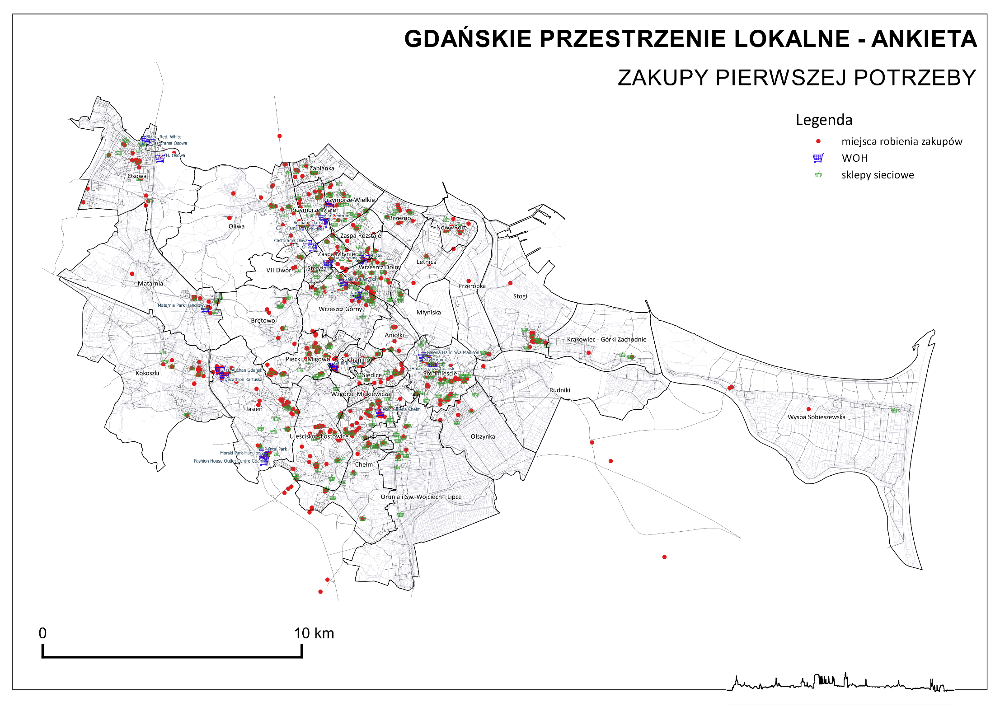 GDAŃSKIE PRZESTRZENIE LOKALNE - ANKIETA
ZAKUPY PIERWSZEJ POTRZEBY
Legenda
miejsca robienia zakupów
WOH
sklepy sieciowe
Black, Red, White
Castorama Osowa
C. H. Osowa
Osowa
Żabianka
Przymorze Wielkie
Przymorze Małe
Alfa Centrum
Auchan Gdańsk
C. H. Familia
Praktiker
Brzeźno
Nowy Port
Oliwa
Zaspa Rozstaje
Castorama Oliwa
C. H. Oliwa
Zaspa Młyniec
Galeria Zaspa
C. H. Gildia
Letnica
VII Dwór
Strzyża
Wrzeszcz Dolny
Galeria Bałtycka
Matarnia
Przeróbka
C. H. Manhattan
Stogi
Matarnia Park Handlowy
Wrzeszcz Górny
Młyniska
Brętowo
Aniołki
Krakowiec - Górki Zachodnie
Galeria Handlowa Madison
Piecki - Migowo
Suchanino
City Forum
Galeria Morena
Hala Targowa Gdańsk
C. H. Auchan Gdańsk
Kokoszki
Siedlce
Śródmieście
Decathlon Kartuska
Rudniki
Wzgórze Mickiewicza
Jasień
Tesco Galeria Chełm
Wyspa Sobieszewska
Ujeścisko - Łostowice
Olszynka
Rental Park
Morski Park Handlowy
Fashion House Outlet Centre Gdańsk
Chełm
Orunia i Św. Wojciech - Lipce
0
10 km